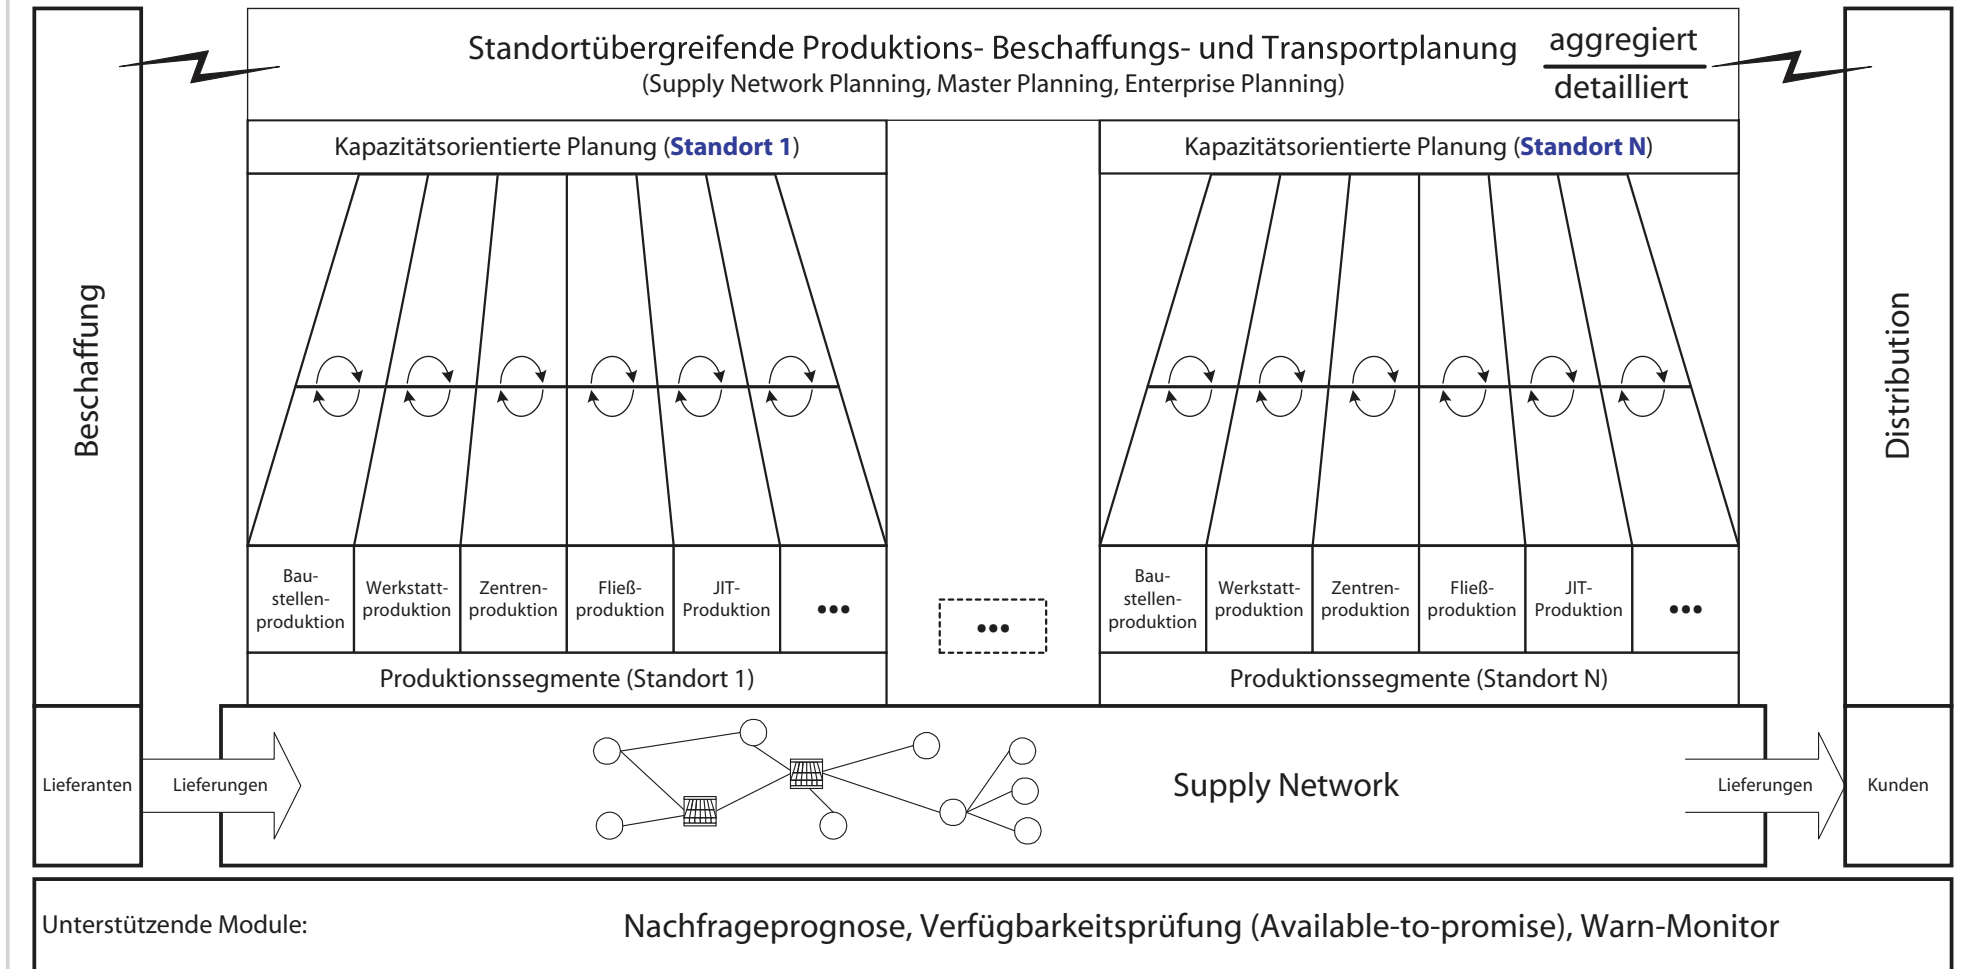 Standortübergreifende Produktions- Beschaffungs- und Transportplanung
(Supply Network Planning, Master Planning, Enterprise Planning)
aggregiert
detailliert
Beschaffung
Kapazitätsorientierte Planung (Standort 1)
Kapazitätsorientierte Planung (Standort N)
Distribution
Bau-
stellen-
produktion
Werkstatt-
produktion
Zentren-
produktion
Fließ-
produktion
JIT-
Produktion
•••
•••
Bau-
stellen-
produktion
Werkstatt-
produktion
Zentren-
produktion
Fließ-
produktion
JIT-
Produktion
•••
Produktionssegmente (Standort 1)
Produktionssegmente (Standort N)
Lieferanten
Lieferungen
Supply Network
Lieferungen
Kunden
Unterstützende Module:
Nachfrageprognose, Verfügbarkeitsprüfung (Available-to-promise), Warn-Monitor